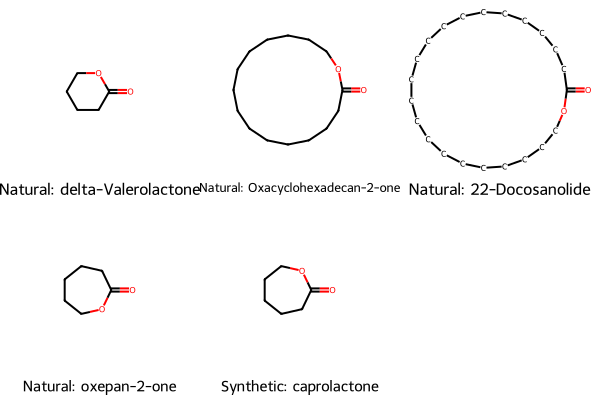 Natural: delta-Valerolactone
Natural: Oxacyclohexadecan-2-one
Natural: 22-Docosanolide
Natural: oxepan-2-one
Synthetic: caprolactone